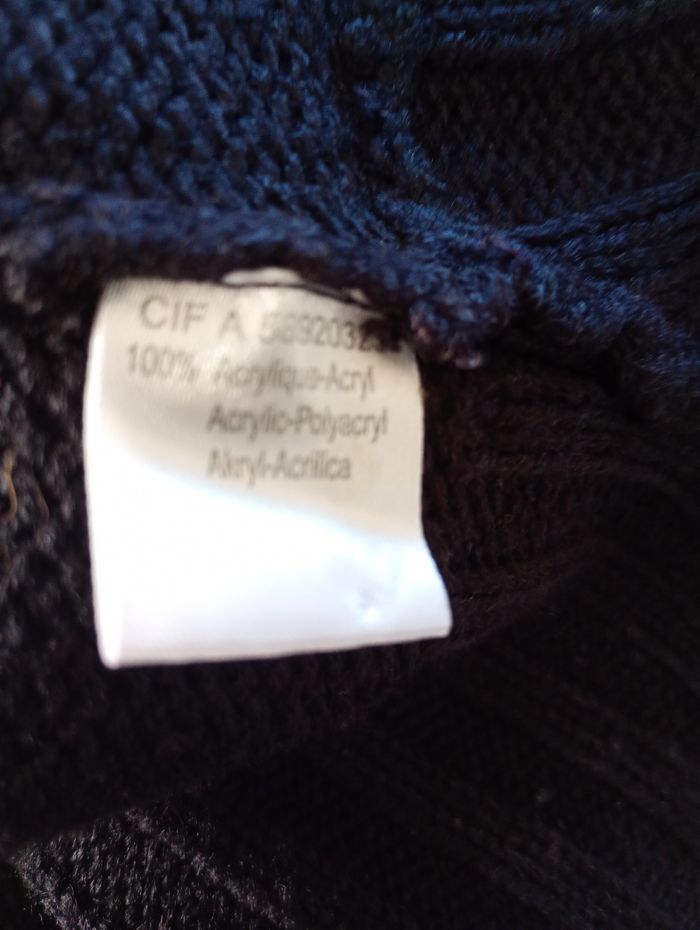 CIF A
100% Acrylique-Acryl
Acrylic-Polyacryl
Akryl-Acrilica